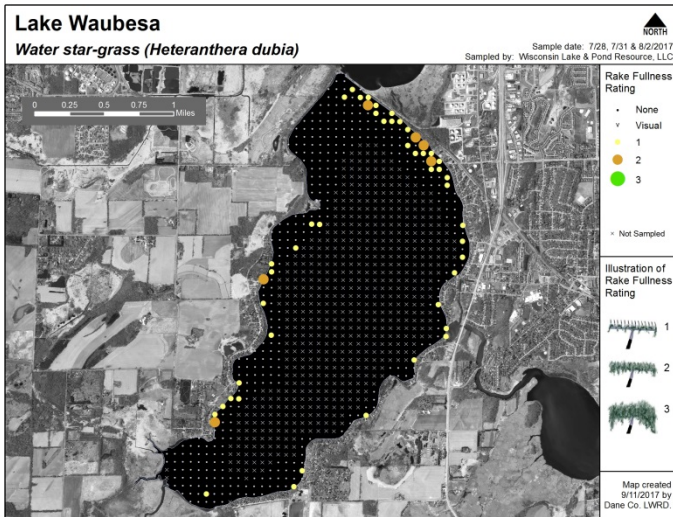 Lake Waubesa
Water star-grass (Heteranthera dubia)
NORTH
Sample date: 7/28, 7/31 & 8/2/2017
Sampled by: Wisconsin Lake & Pond Resource, LLC
0 0.25 0.5 0.75 1
Miles
Rake Fullness
Rating
None
Visual
1
2
3
Not Sampled
Illustration of
Rake Fullness
Rating
1
2
3
Map created
9/11/2017 by
Dane Co. LWRD.